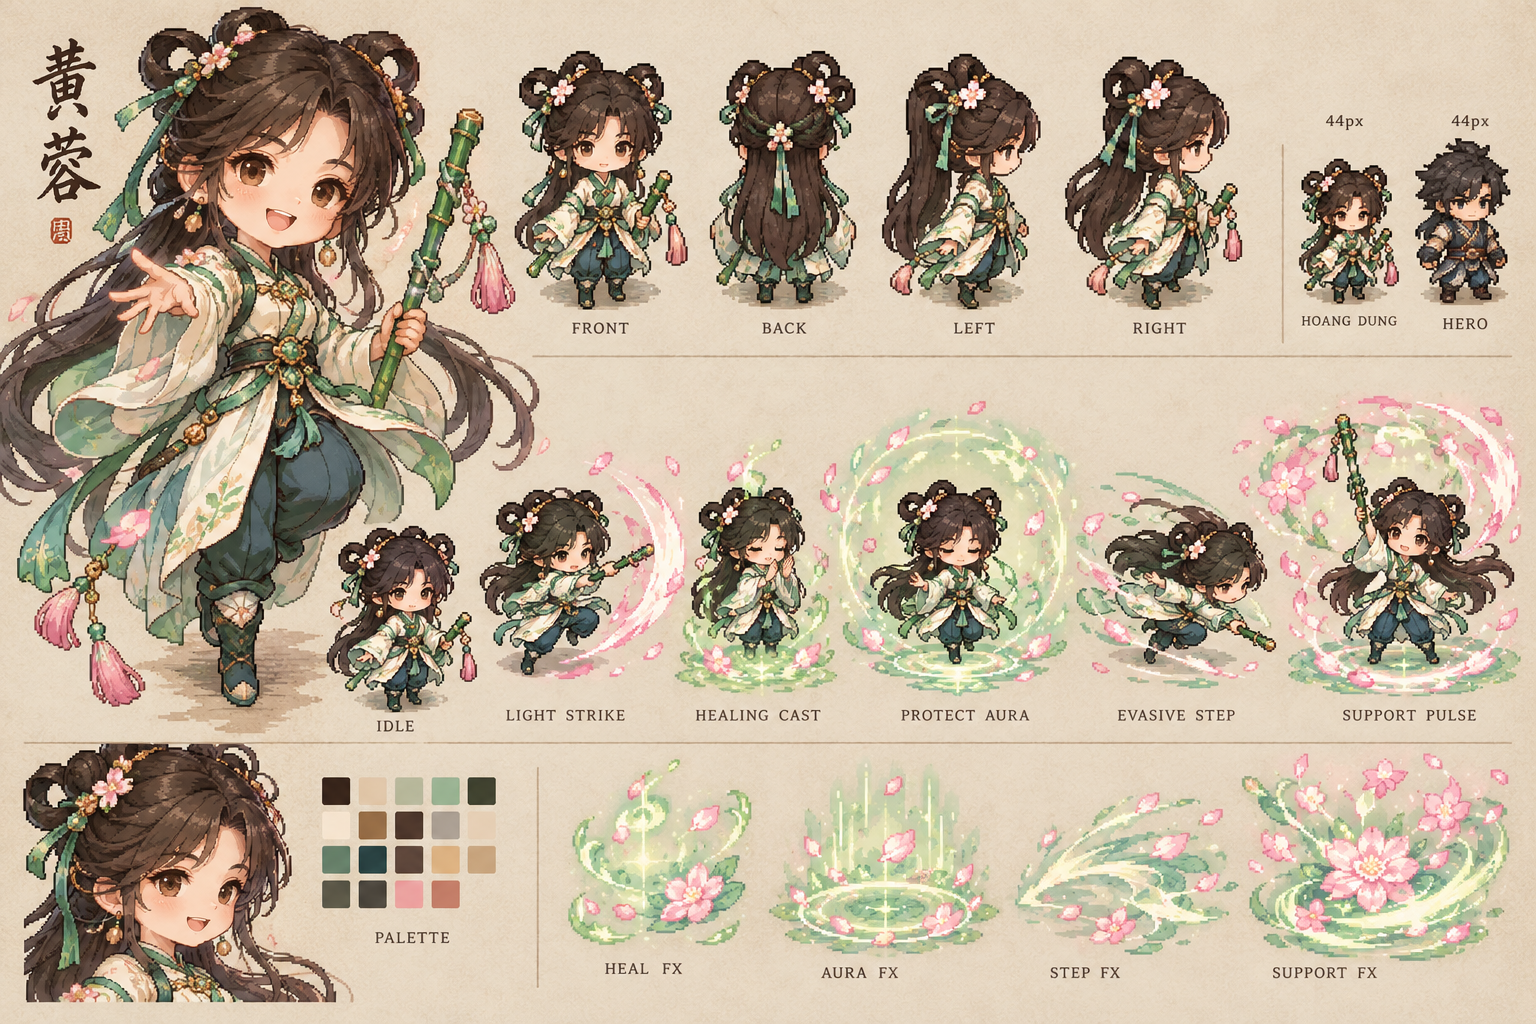 黃蓉
FRONT
BACK
LEFT
RIGHT
44px
44px
HOANG DUNG
HERO
IDLE
LIGHT STRIKE
HEALING CAST
PROTECT AURA
EVASIVE STEP
SUPPORT PULSE
PALETTE
HEAL FX
AURA FX
STEP FX
SUPPORT FX